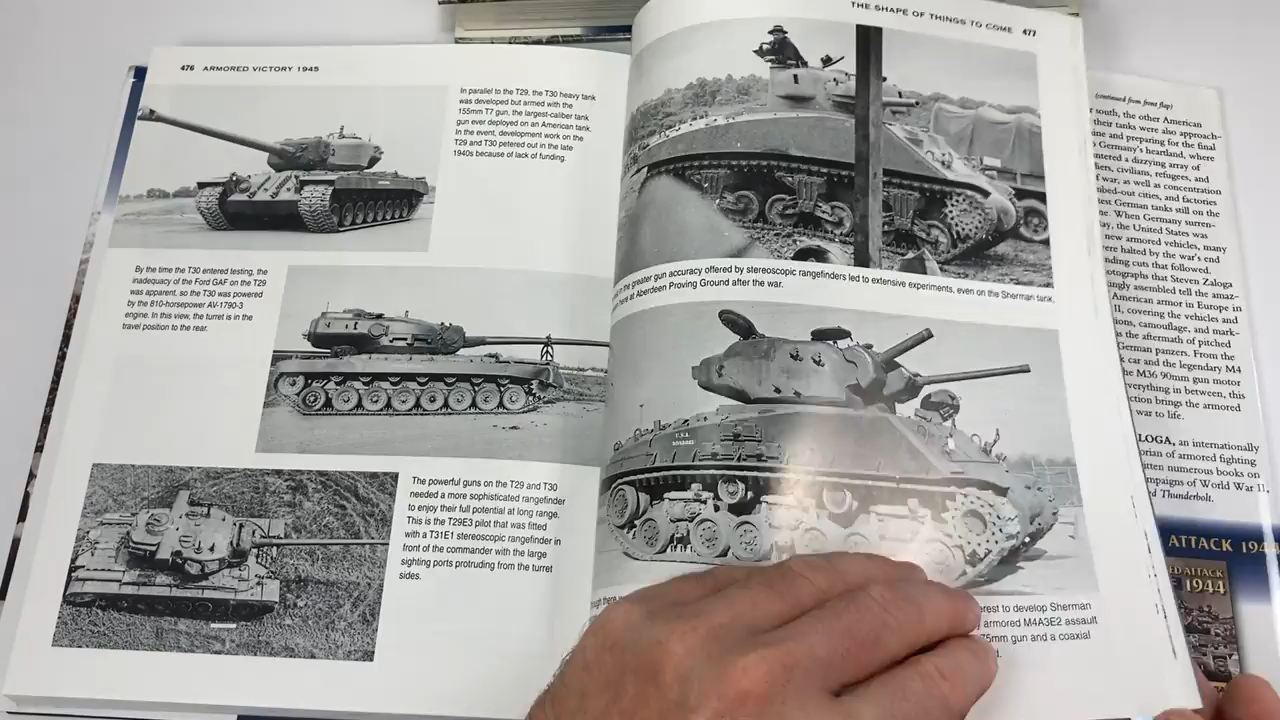 476 ARMORED VICTORY 1945
In parallel to the T29, the T30 heavy tank
was developed but armed with the
155mm T7 gun, the largest-caliber tank
gun ever deployed on an American tank.
In the event, development work on the
T29 and T30 petered out in the late
1940s because of lack of funding.
By the time the T30 entered testing, the
inadequacy of the Ford GAF on the T29
was apparent, so the T30 was powered
by the 810-horsepower AV-1790-3
engine. In this view, the turret is in the
travel position to the rear.
The powerful guns on the T29 and T30
needed a more sophisticated rangefinder
to enjoy their full potential at long range.
This is the T29E3 pilot that was fitted
with a T31E1 stereoscopic rangefinder in
front of the commander with the large
sighting ports protruding from the turret
sides.
THE SHAPE OF THINGS TO COME 477
in the greater gun accuracy offered by stereoscopic rangefinders led to extensive experiments, even on the Sherman tank,
here at Aberdeen Proving Ground after the war.
U.S.A.
there
to develop Sherman
armored M4A3E2 assault
75mm gun and a coaxial
(continued from front flap)
south, the other American
their tanks were also approach-
and preparing for the final
Germany's heartland, where
a dizzying array of
civilians, refugees, and
war, as well as concentration
cities, and factories
German tanks still on the
When Germany surren-
the United States was
new armored vehicles, many
were halted by the war's end
cuts that followed.
that Steven Zaloga
assembled tell the amaz-
American armor in Europe in
II, covering the vehicles and
camouflage, and mark-
as the aftermath of pitched
German panzers. From the
car and the legendary M4
the M36 90mm gun motor
everything in between, this
brings the armored
war to life.
an internationally
of armored fighting
numerous books on
of World War II,
Thunderbolt.
ATTACK 1944
ATTACK
1944